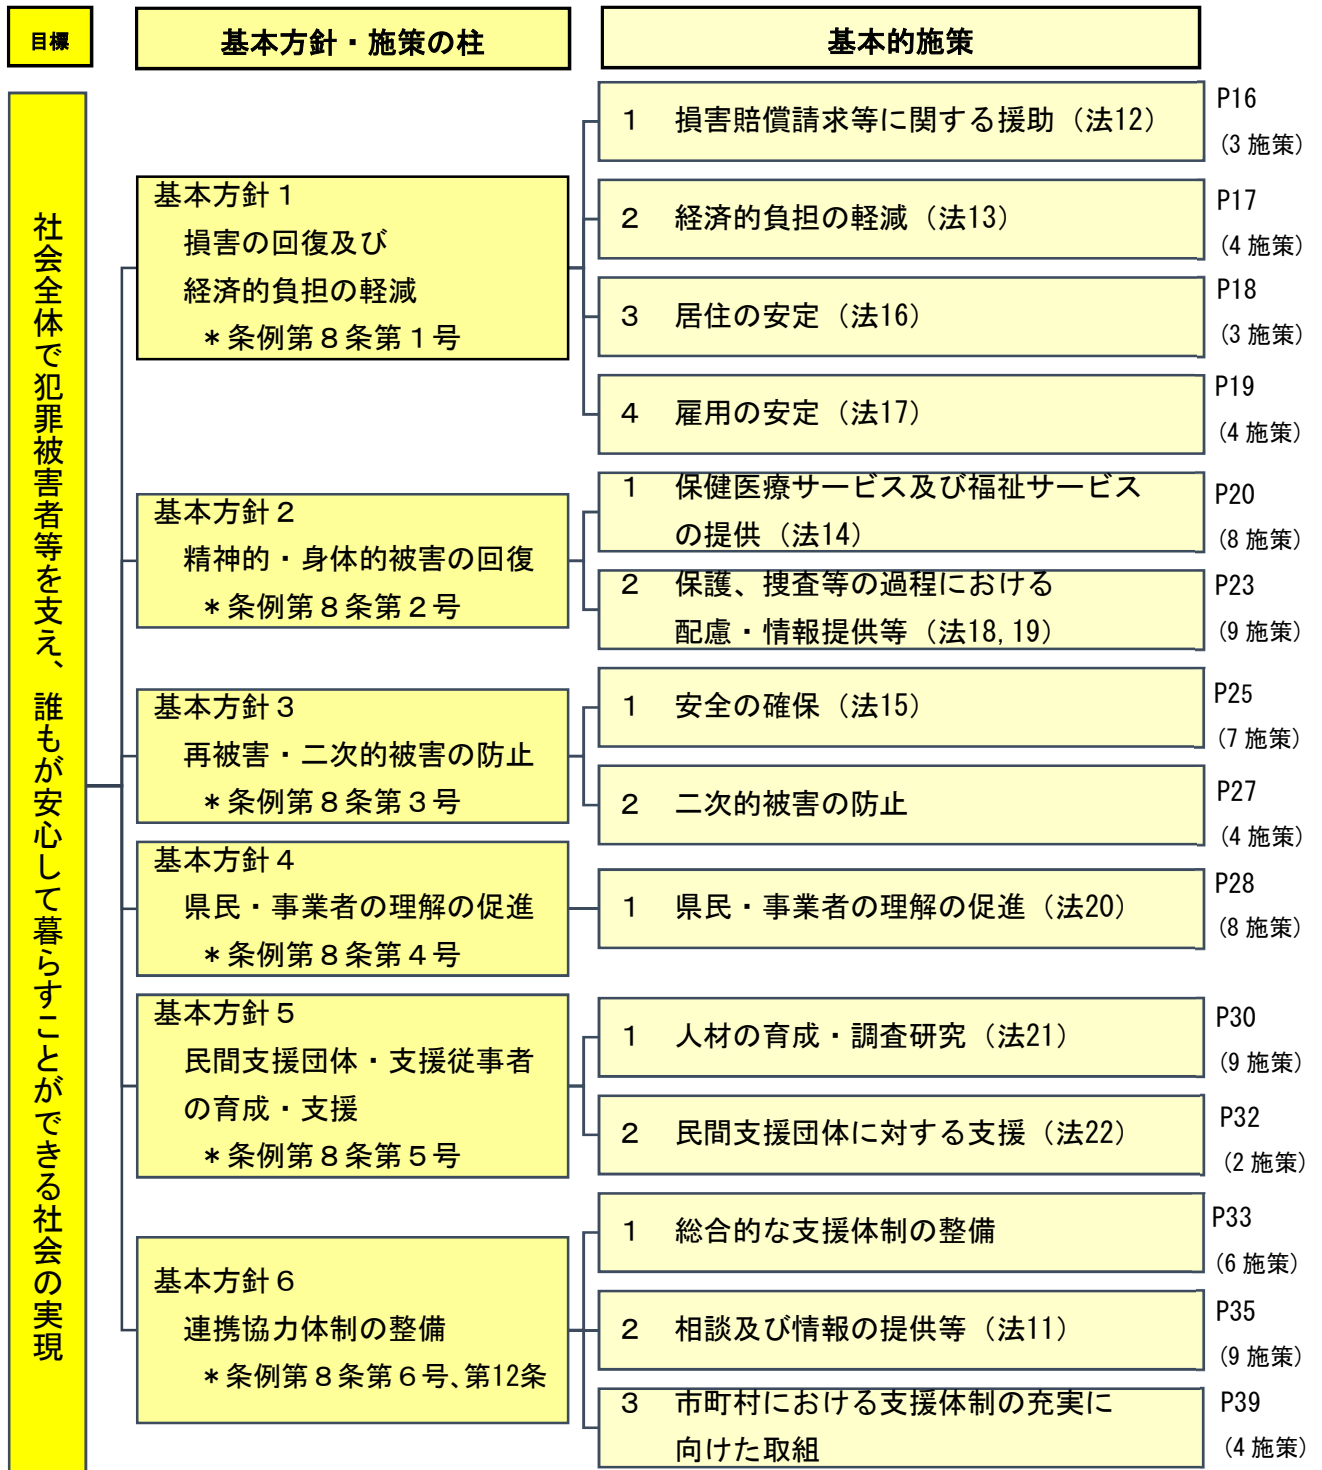 目標
基本方針・施策の柱
基本的施策
社会全体で犯罪被害者等を支え、誰もが安心して暮らすことができる社会の実現
基本方針１
損害の回復及び
経済的負担の軽減
＊条例第８条第１号
１　損害賠償請求等に関する援助（法12）
P16
（3 施策）
２　経済的負担の軽減（法13）
P17
（4 施策）
３　居住の安定（法16）
P18
（3 施策）
４　雇用の安定（法17）
P19
（4 施策）
基本方針２
精神的・身体的被害の回復
＊条例第８条第２号
１　保健医療サービス及び福祉サービス
の提供（法14）
P20
（8 施策）
２　保護、捜査等の過程における
配慮・情報提供等（法18,19）
P23
（9 施策）
基本方針３
再被害・二次的被害の防止
＊条例第８条第３号
１　安全の確保（法15）
P25
（7 施策）
２　二次的被害の防止
P27
（4 施策）
基本方針４
県民・事業者の理解の促進
＊条例第８条第４号
１　県民・事業者の理解の促進（法20）
P28
（8 施策）
基本方針５
民間支援団体・支援従事者
の育成・支援
＊条例第８条第５号
１　人材の育成・調査研究（法21）
P30
（9 施策）
２　民間支援団体に対する支援（法22）
P32
（2 施策）
基本方針６
連携協力体制の整備
＊条例第８条第６号、第12条
１　総合的な支援体制の整備
P33
（6 施策）
２　相談及び情報の提供等（法11）
P35
（9 施策）
３　市町村における支援体制の充実に
向けた取組
P39
（4 施策）